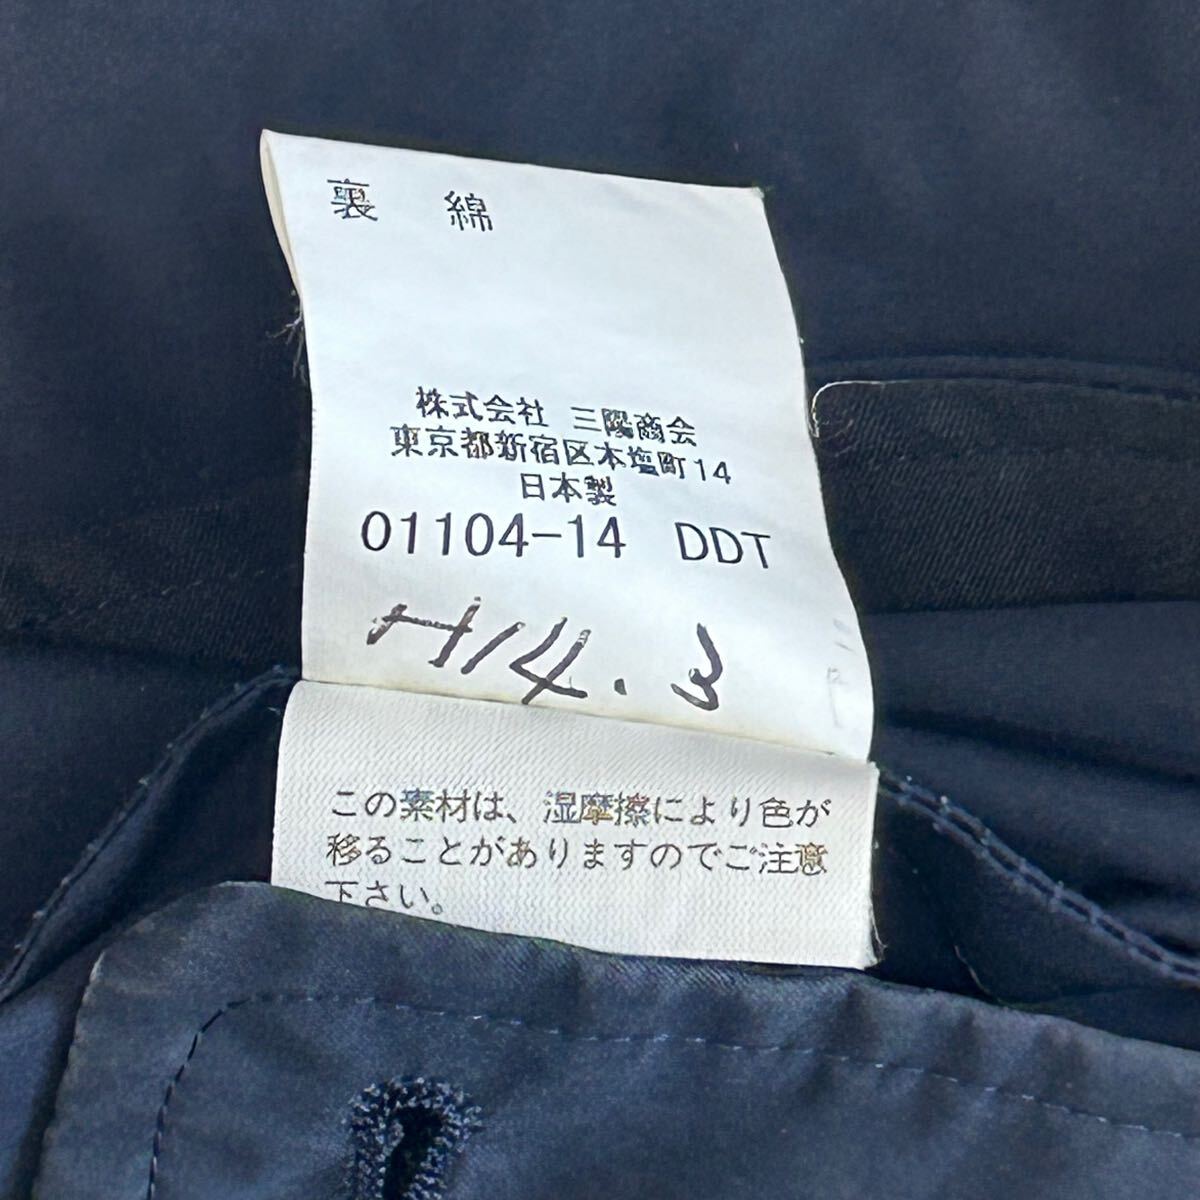 裏 綿
株式会社 三陽商会
東京都新宿区本塩町14
日本製
01104-14 DDT
H14.3
この素材は、湿摩擦により色が
移ることがありますのでご注意
下さい。